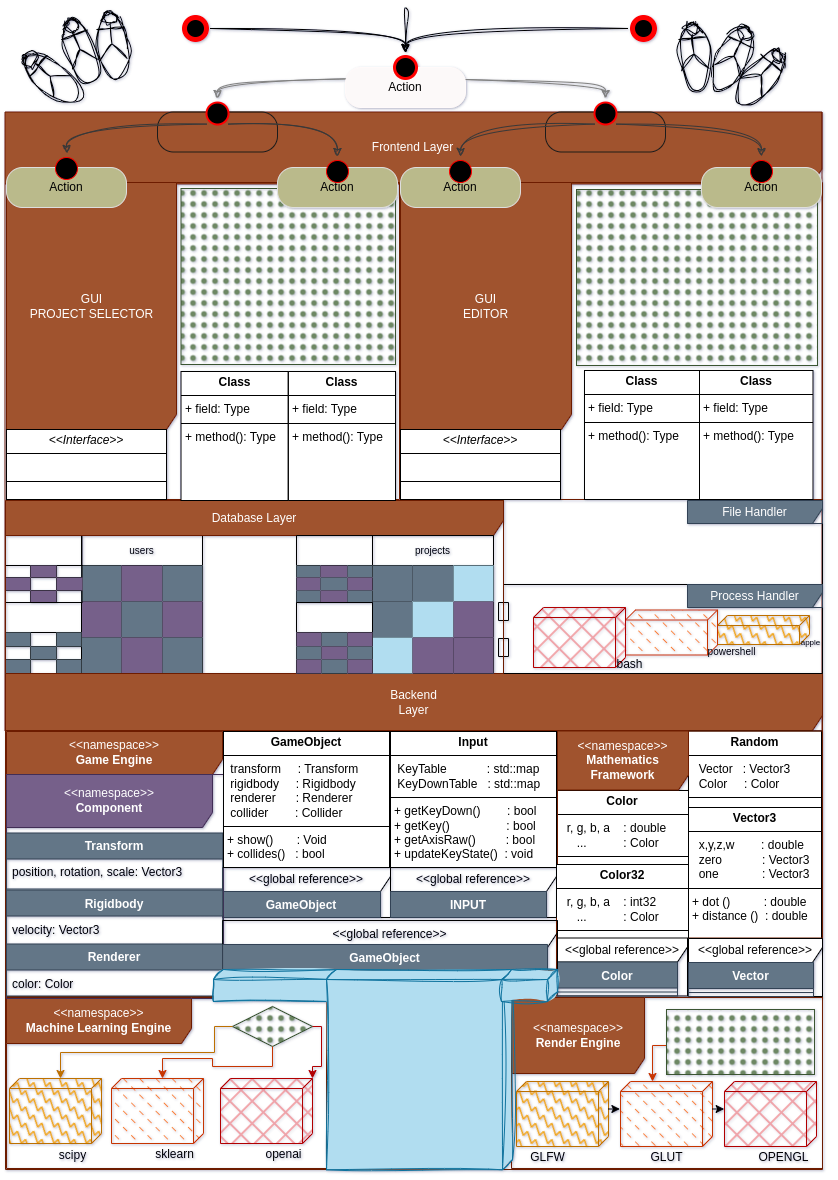 Action
Frontend Layer
Action
Action
Action
Action
GUI
PROJECT SELECTOR
GUI
EDITOR
Class
Class
+ field: Type
+ field: Type
+ method(): Type
+ method(): Type
Class
Class
+ field: Type
+ field: Type
+ method(): Type
+ method(): Type
<<Interface>>
<<Interface>>
Database Layer
File Handler
users
projects
Process Handler
bash
powershell
apple
Backend
Layer
<<namespace>>
Game Engine
<<namespace>>
Component
Transform
position, rotation, scale: Vector3
Rigidbody
velocity: Vector3
Renderer
color: Color
GameObject
transform : Transform
rigidbody : Rigidbody
renderer : Renderer
collider : Collider
+ show() : Void
+ collides() : bool
<<global reference>>
GameObject
Input
KeyTable : std::map
KeyDownTable : std::map
+ getKeyDown() : bool
+ getKey() : bool
+ getAxisRaw() : bool
+ updateKeyState() : void
<<global reference>>
INPUT
<<global reference>>
GameObject
<<namespace>>
Mathematics
Framework
Color
r, g, b, a : double
... : Color
Color32
r, g, b, a : int32
... : Color
<<global reference>>
Color
Random
Vector : Vector3
Color : Color
Vector3
x,y,z,w : double
zero : Vector3
one : Vector3
+ dot () : double
+ distance () : double
<<global reference>>
Vector
<<namespace>>
Machine Learning Engine
scipy
sklearn
openai
<<namespace>>
Render Engine
GLFW
GLUT
OPENGL